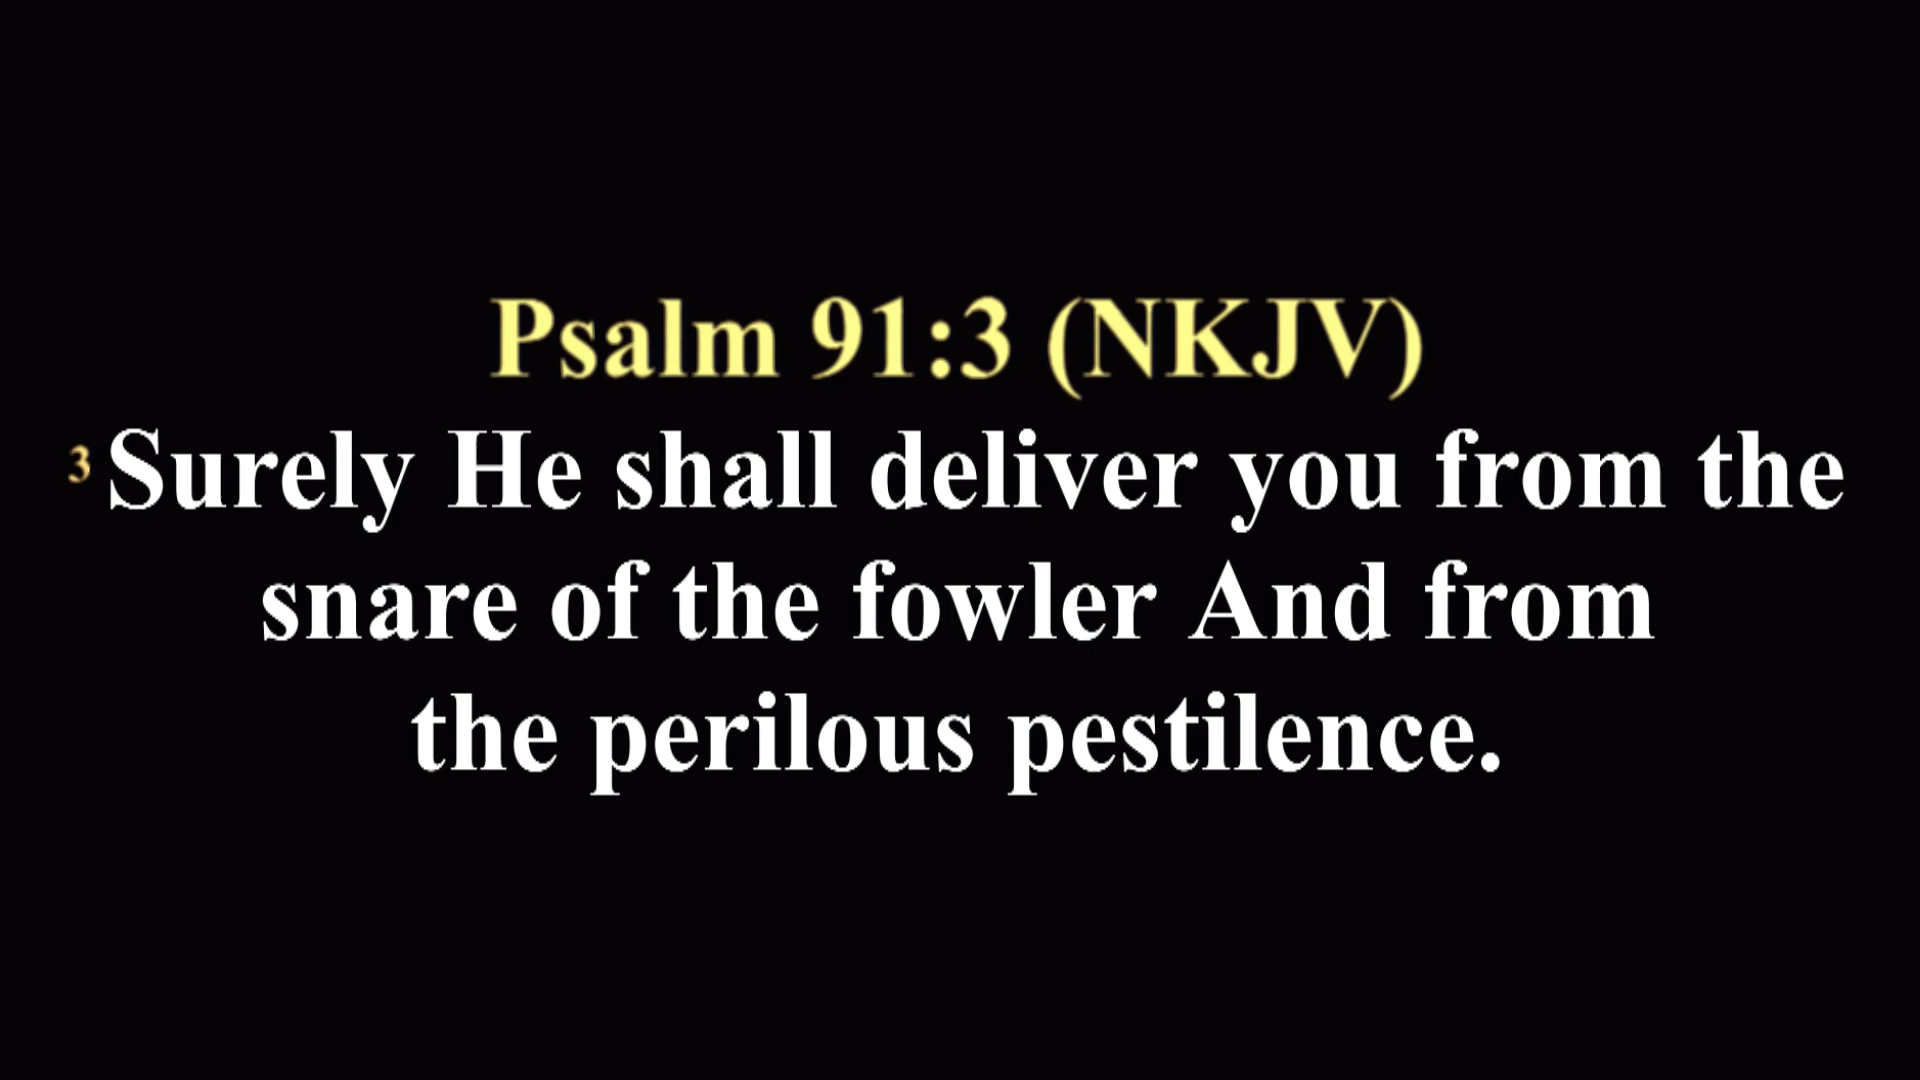 Psalm 91:3 (NKJV)
3 Surely He shall deliver you from the
snare of the fowler And from
the perilous pestilence.